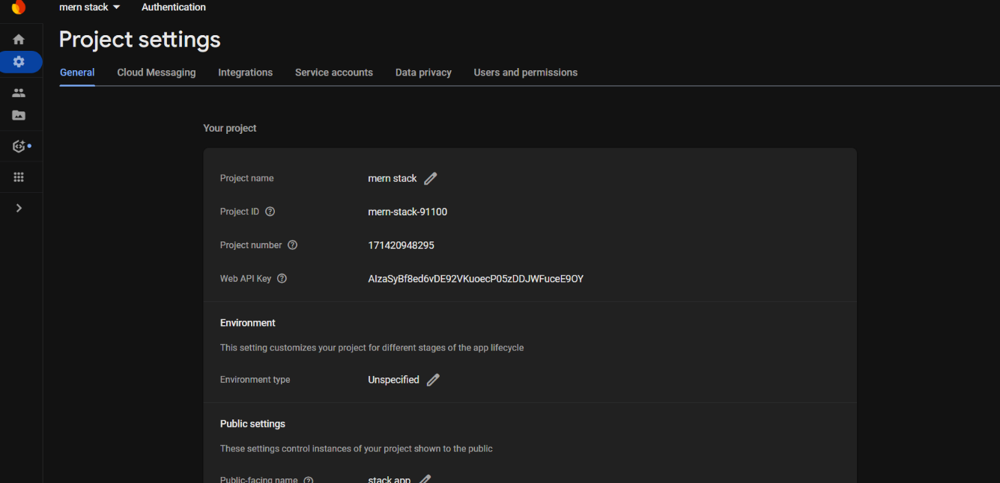 mern stack Authentication
Project settings
General Cloud Messaging Integrations Service accounts Data privacy Users and permissions
Your project
Project name mern stack
Project ID mern-stack-91100
Project number 171420948295
Web API Key AIzaSyBf8ed6vDE92VKuoecP05zDDJWFuceE9OY
Environment
This setting customizes your project for different stages of the app lifecycle
Environment type Unspecified
Public settings
These settings control instances of your project shown to the public
Public-facing name stack app